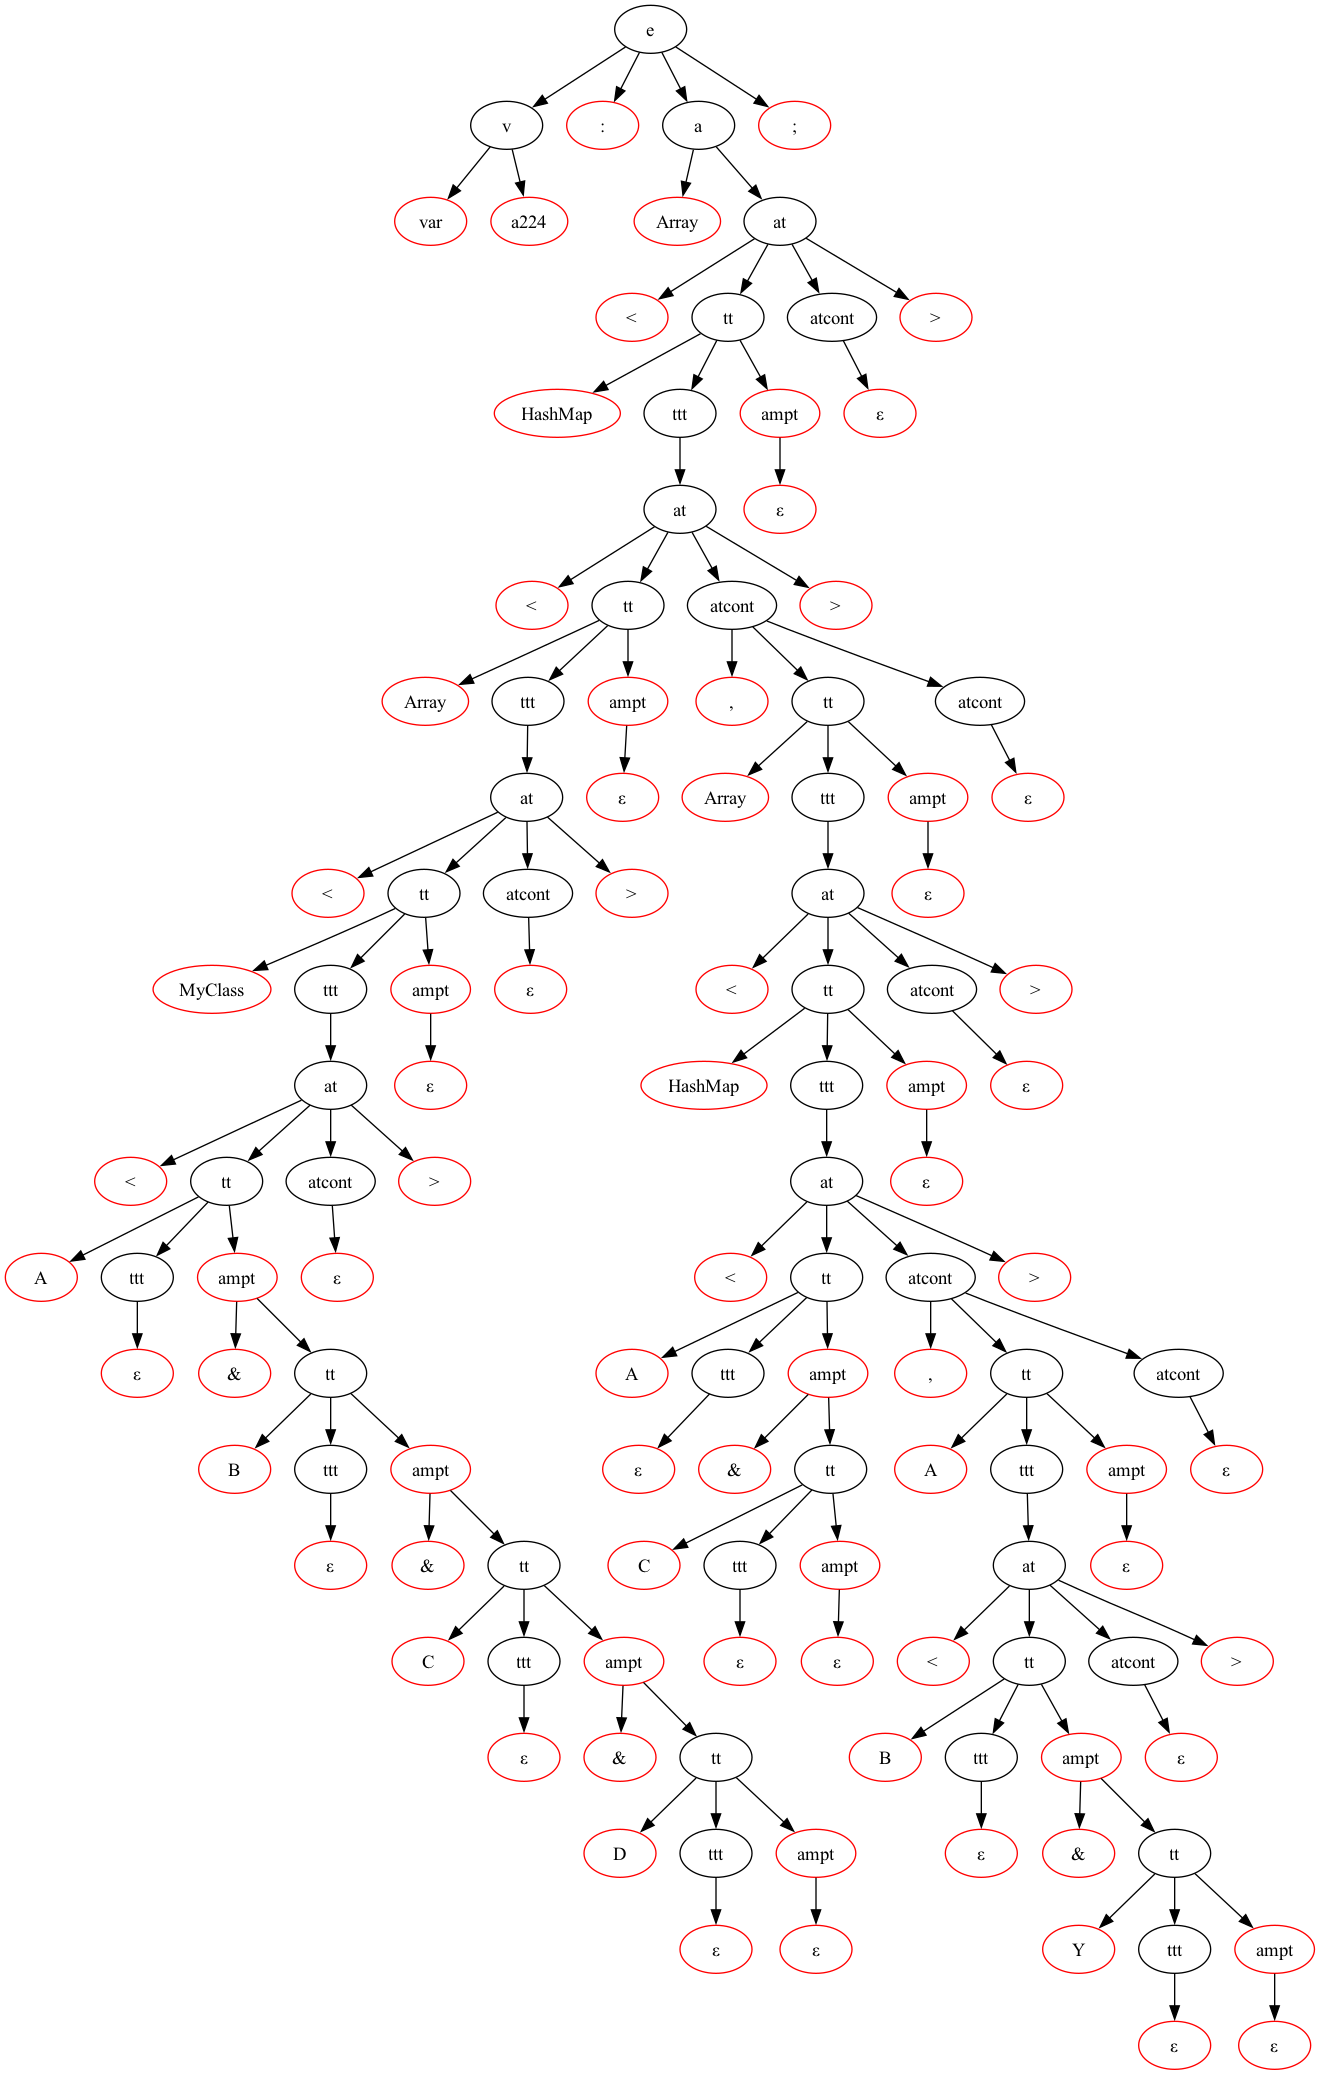 e
v : a ;
var a224 Array at
< tt atcont >
HashMap ttt ampt ε
at ε
< tt atcont >
Array ttt ampt , tt atcont
at ε Array ttt ampt ε
< tt atcont > at ε
MyClass ttt ampt ε < tt atcont >
at ε HashMap ttt ampt ε
< tt atcont > at ε
A ttt ampt ε < tt atcont >
ε & tt A ttt ampt , tt atcont
B ttt ampt ε & tt A ttt ampt ε
ε & tt C ttt ampt at ε
C ttt ampt ε ε < tt atcont >
ε & tt B ttt ampt ε
D ttt ampt ε & tt
ε ε Y ttt ampt
ε ε